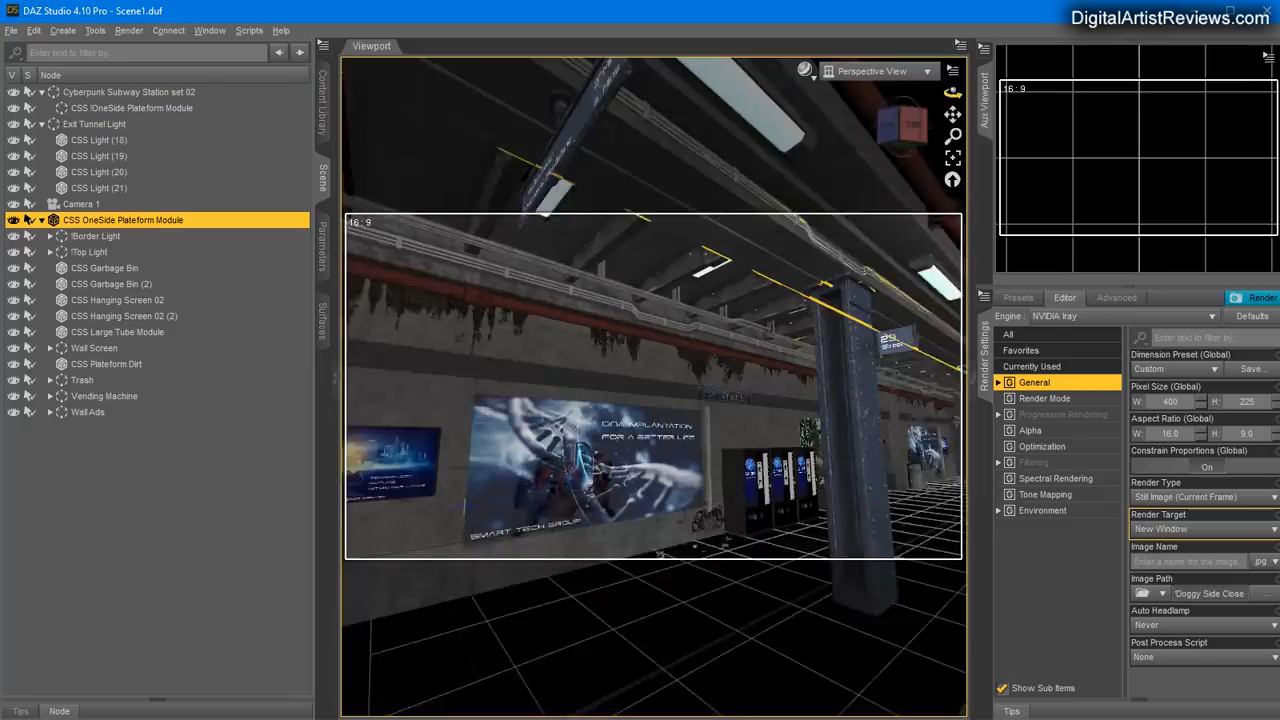 DAZ Studio 4.10 Pro - Scene1.duf
DigitalArtistReviews.com
File Edit Create Tools Render Connect Window Scripts Help
Enter text to filter by...
V S Node
Cyberpunk Subway Station set 02
CSS !OneSide Plateform Module
Exit Tunnel Light
CSS Light (18)
CSS Light (19)
CSS Light (20)
CSS Light (21)
Camera 1
CSS OneSide Plateform Module
!Border Light
!Top Light
CSS Garbage Bin
CSS Garbage Bin (2)
CSS Hanging Screen 02
CSS Hanging Screen 02 (2)
CSS Large Tube Module
Wall Screen
CSS Plateform Dirt
Trash
Vending Machine
Wall Ads
Tips Node
Content Library
Scene
Parameters
Surfaces
Viewport
Perspective View
16 : 9
DNA IMPLANTATION
FOR A BETTER LIFE
SMART TECH GROUP
Aux Viewport
16 : 9
Render Settings
Presets Editor Advanced Render
Engine : NVIDIA Iray Defaults
All
Favorites
Currently Used
General
Render Mode
Progressive Rendering
Alpha
Optimization
Filtering
Spectral Rendering
Tone Mapping
Environment
Show Sub Items
Tips
Enter text to filter by...
Dimension Preset (Global)
Custom Save...
Pixel Size (Global)
W: 400 H: 225
Aspect Ratio (Global)
W: 16.0 H: 9.0
Constrain Proportions (Global)
On
Render Type
Still Image (Current Frame)
Render Target
New Window
Image Name
Enter a name for the image... jpg
Image Path
'Doggy Side Close ...
Auto Headlamp
Never
Post Process Script
None